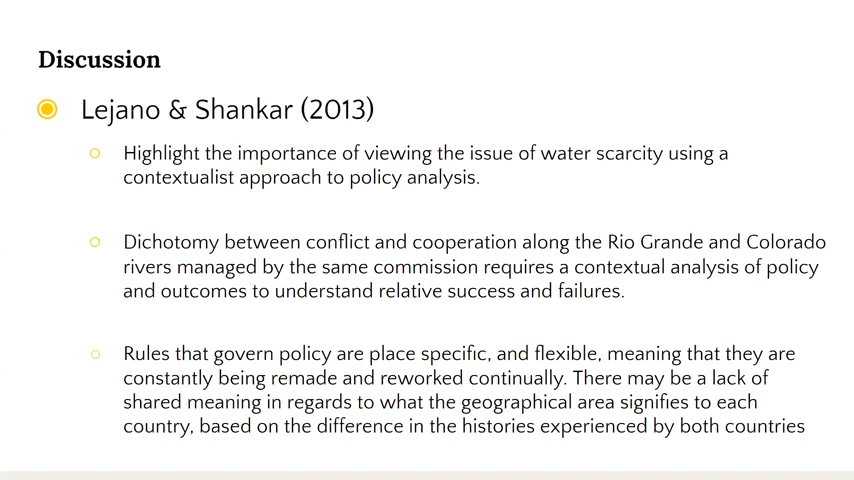 Discussion
Lejano & Shankar (2013)
Highlight the importance of viewing the issue of water scarcity using a
contextualist approach to policy analysis.
Dichotomy between conflict and cooperation along the Rio Grande and Colorado
rivers managed by the same commission requires a contextual analysis of policy
and outcomes to understand relative success and failures.
Rules that govern policy are place specific, and flexible, meaning that they are
constantly being remade and reworked continually. There may be a lack of
shared meaning in regards to what the geographical area signifies to each
country, based on the difference in the histories experienced by both countries